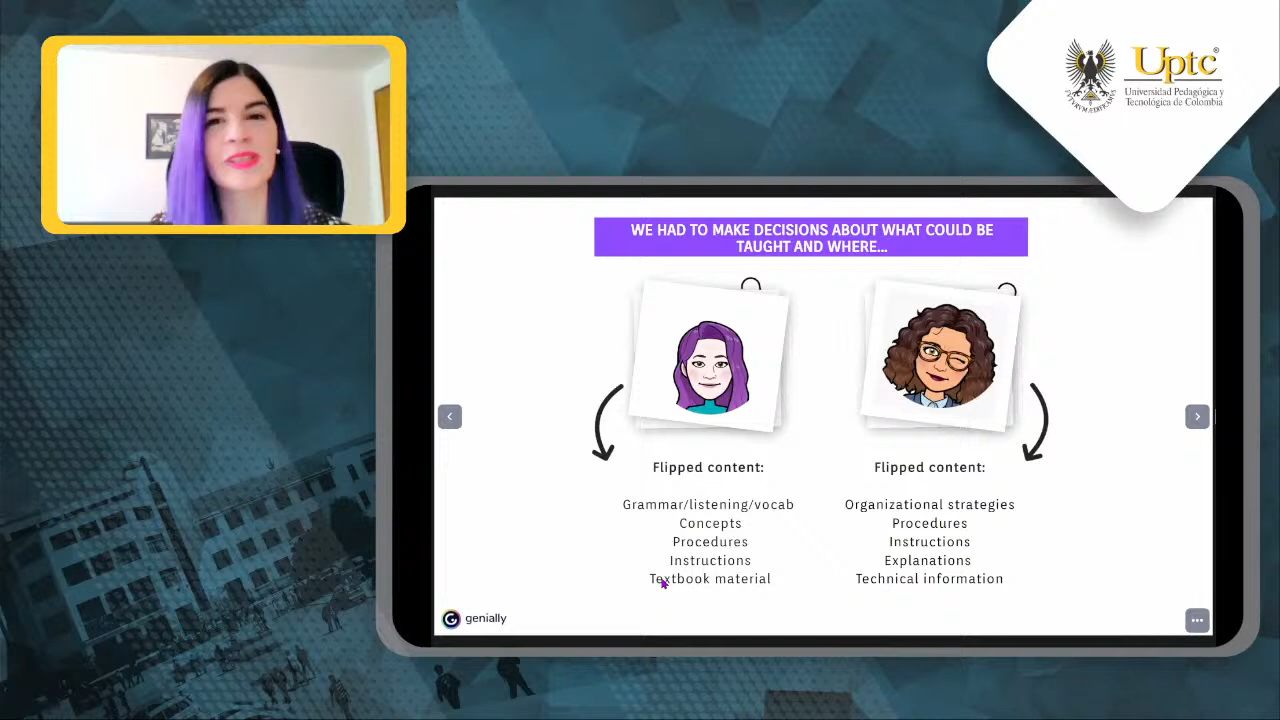 Uptc®
Universidad Pedagógica y
Tecnológica de Colombia
WE HAD TO MAKE DECISIONS ABOUT WHAT COULD BE
TAUGHT AND WHERE...
Flipped content:
Grammar/listening/vocab
Concepts
Procedures
Instructions
Textbook material
Flipped content:
Organizational strategies
Procedures
Instructions
Explanations
Technical information
genially